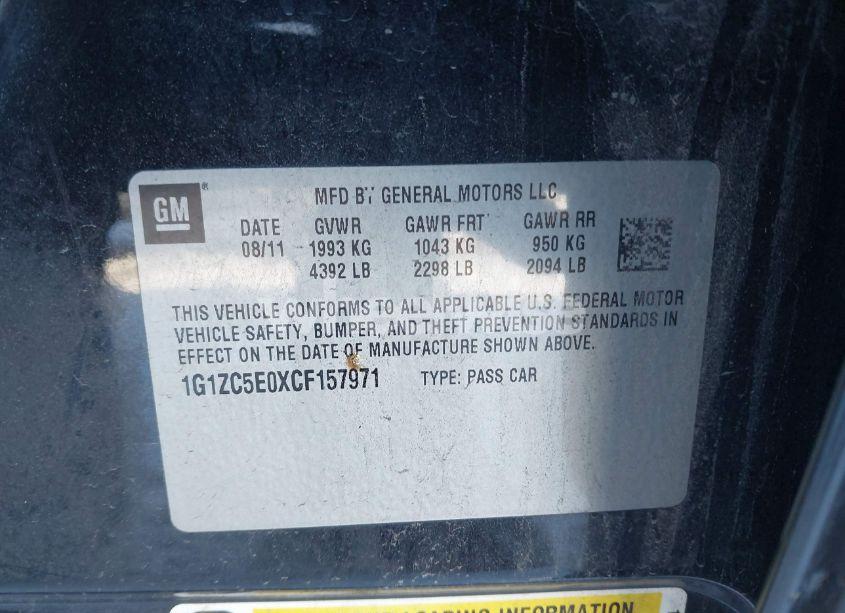 GM ®
MFD BY GENERAL MOTORS LLC
DATE GVWR GAWR FRT GAWR RR
08/11 1993 KG 1043 KG 950 KG
4392 LB 2298 LB 2094 LB
THIS VEHICLE CONFORMS TO ALL APPLICABLE U.S. FEDERAL MOTOR
VEHICLE SAFETY, BUMPER, AND THEFT PREVENTION STANDARDS IN
EFFECT ON THE DATE OF MANUFACTURE SHOWN ABOVE.
1G1ZC5E0XCF157971 TYPE: PASS CAR
LOADING INFORMATION